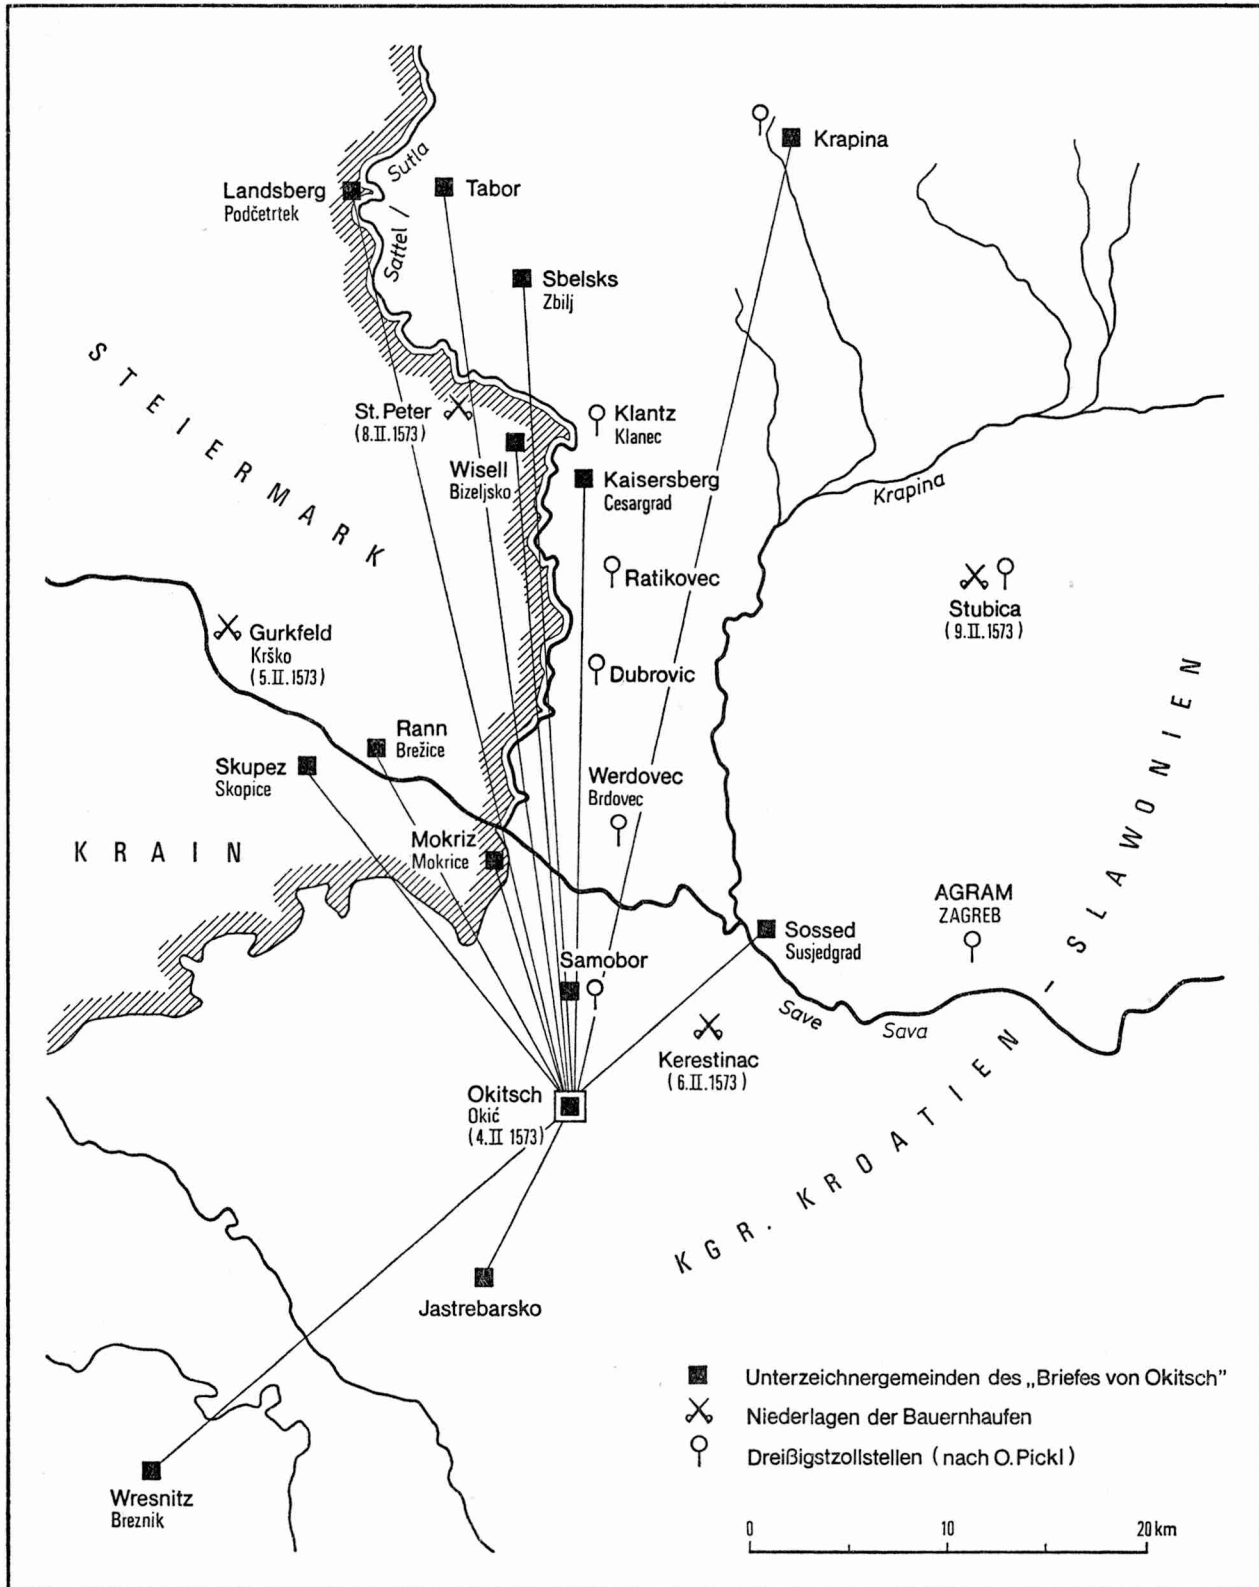 Krapina
Sutla
Sattel /
Landsberg
Podčetrtek
Tabor
Sbelsks
Zbilj
STEIERMARK
St. Peter
(8.II.1573)
Klantz
Klanec
Wisell
Bizeljsko
Kaisersberg
Cesargrad
Krapina
Ratikovec
Stubica
(9.II.1573)
Gurkfeld
Krško
(5.II.1573)
Dubrovic
Rann
Brežice
Skupez
Skopice
Werdovec
Brdovec
KRAIN
Mokriz
Mokrice
AGRAM
ZAGREB
Sossed
Susjedgrad
Samobor
Save
Sava
Kerestinac
(6.II.1573)
Okitsch
Okić
(4.II 1573)
KGR. KROATIEN - SLAWONIEN
Jastrebarsko
Wresnitz
Breznik
Unterzeichnergemeinden des „Briefes von Okitsch”
Niederlagen der Bauernhaufen
Dreißigstzollstellen (nach O. Pickl)
0 10 20 km